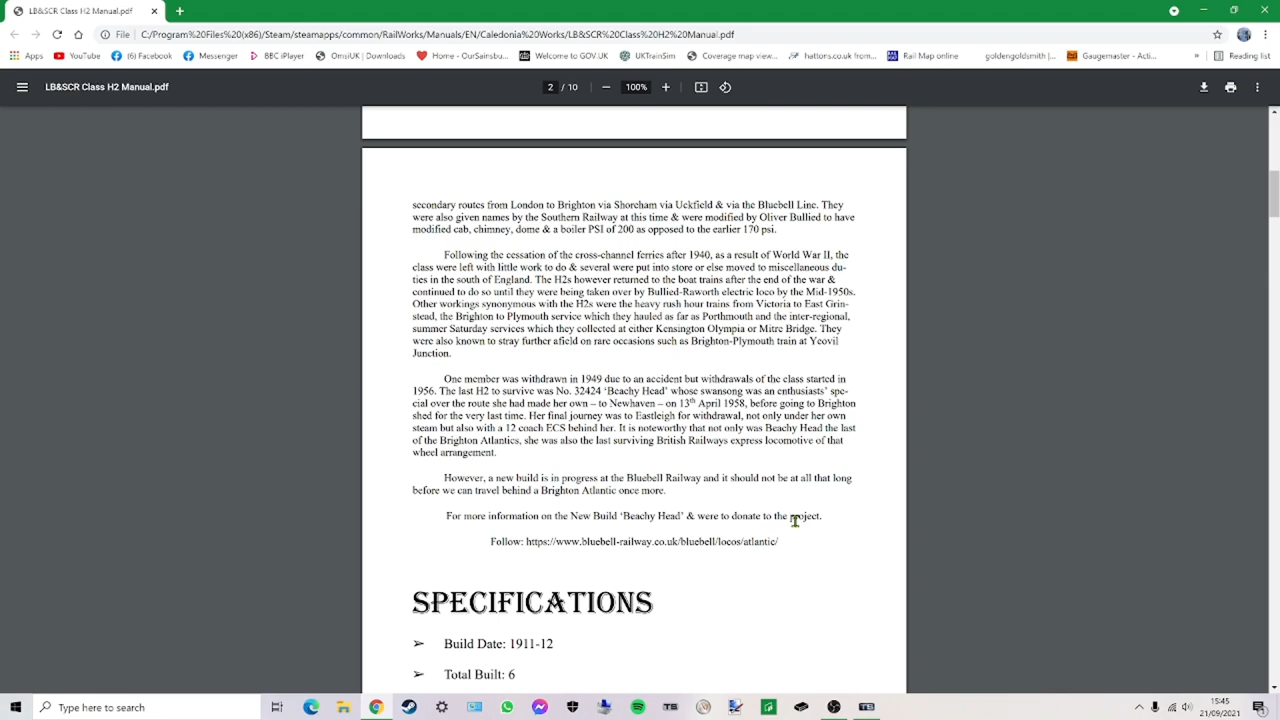 LB&SCR Class H2 Manual.pdf
File
C:/Program%20Files%20(x86)/Steam/steamapps/common/RailWorks/Manuals/EN/Caledonia%20Works/LB&SCR%20Class%20H2%20Manual.pdf
Apps YouTube (6) Facebook Messenger BBC iPlayer OmsiUK | Downloads Home - OurSainsbu... Welcome to GOV.UK UKTrainSim Coverage map view... hattons.co.uk from... Rail Map online goldengoldsmith | ... Gaugemaster - Acti... » Reading list
LB&SCR Class H2 Manual.pdf 2 / 10 100%
secondary routes from London to Brighton via Shoreham via Uckfield & via the Bluebell Line. They
were also given names by the Southern Railway at this time & were modified by Oliver Bullied to have
modified cab, chimney, dome & a boiler PSI of 200 as opposed to the earlier 170 psi.
Following the cessation of the cross-channel ferries after 1940, as a result of World War II, the
class were left with little work to do & several were put into store or else moved to miscellaneous du-
ties in the south of England. The H2s however returned to the boat trains after the end of the war &
continued to do so until they were being taken over by Bullied-Raworth electric loco by the Mid-1950s.
Other workings synonymous with the H2s were the heavy rush hour trains from Victoria to East Grin-
stead, the Brighton to Plymouth service which they hauled as far as Porthmouth and the inter-regional,
summer Saturday services which they collected at either Kensington Olympia or Mitre Bridge. They
were also known to stray further afield on rare occasions such as Brighton-Plymouth train at Yeovil
Junction.
One member was withdrawn in 1949 due to an accident but withdrawals of the class started in
1956. The last H2 to survive was No. 32424 ‘Beachy Head’ whose swansong was an enthusiasts’ spe-
cial over the route she had made her own – to Newhaven – on 13th April 1958, before going to Brighton
shed for the very last time. Her final journey was to Eastleigh for withdrawal, not only under her own
steam but also with a 12 coach ECS behind her. It is noteworthy that not only was Beachy Head the last
of the Brighton Atlantics, she was also the last surviving British Railways express locomotive of that
wheel arrangement.
However, a new build is in progress at the Bluebell Railway and it should not be at all that long
before we can travel behind a Brighton Atlantic once more.
For more information on the New Build ‘Beachy Head’ & were to donate to the project.
Follow: https://www.bluebell-railway.co.uk/bluebell/locos/atlantic/
SPECIFICATIONS
➢ Build Date: 1911-12
➢ Total Built: 6
Type here to search
15:45
21/09/2021